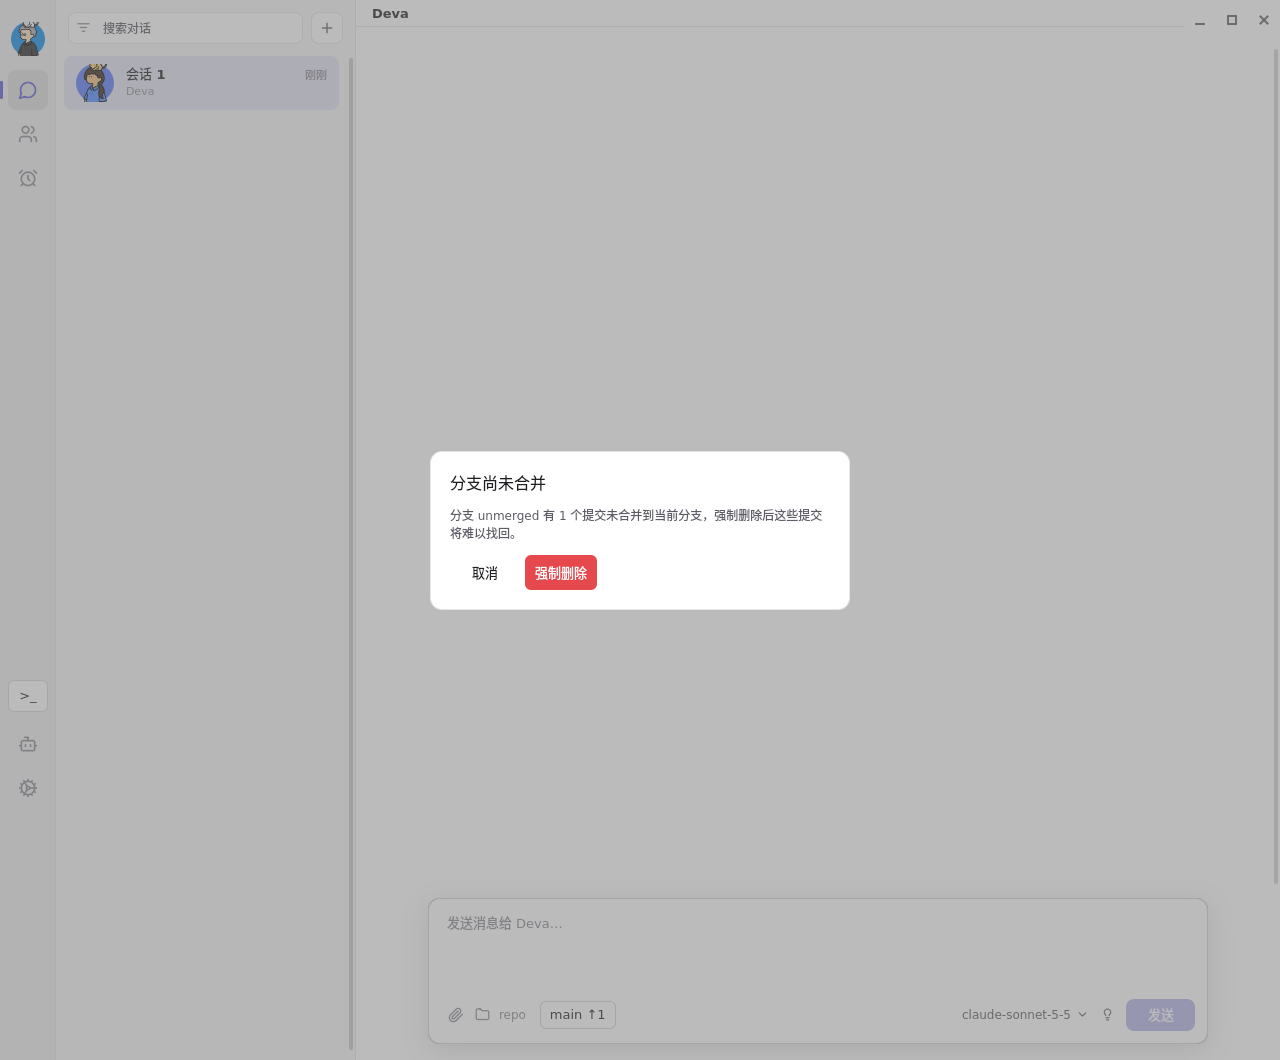 搜索对话
会话 1
刚刚
Deva
Deva
分支尚未合并
分支 unmerged 有 1 个提交未合并到当前分支，强制删除后这些提交
将难以找回。
取消
强制删除
>_
发送消息给 Deva...
repo
main ↑1
claude-sonnet-5-5
发送